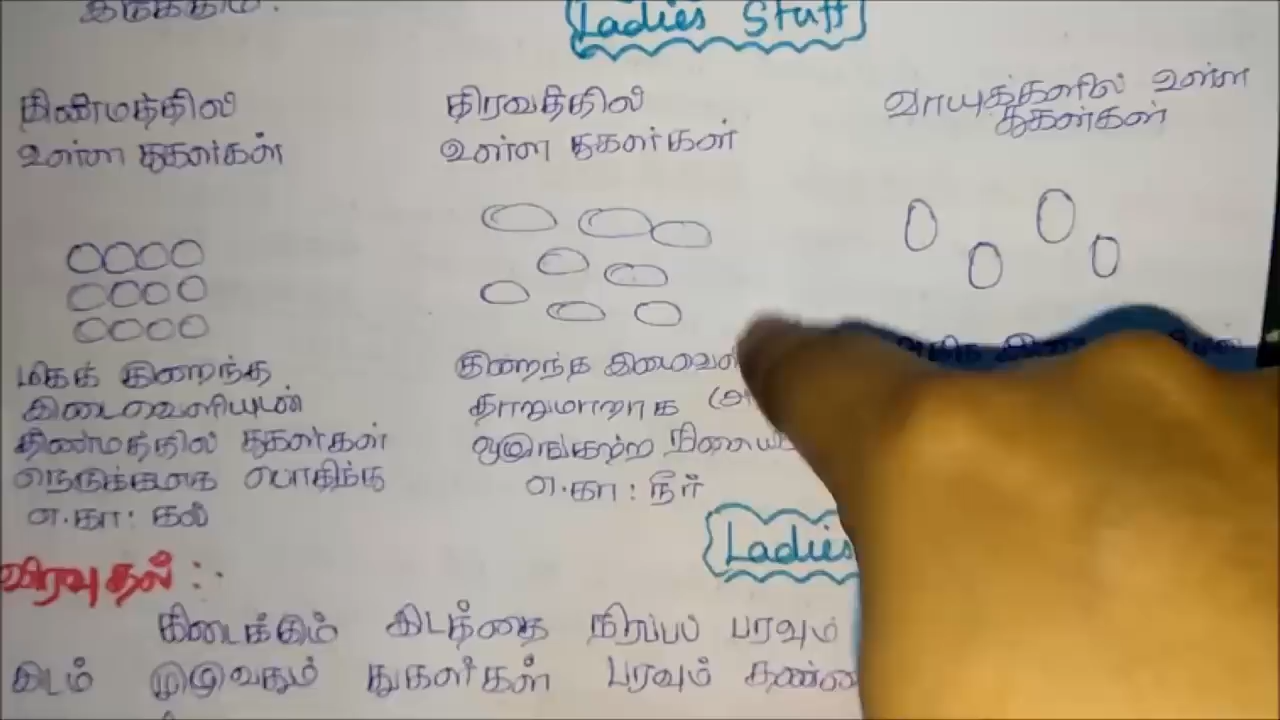 இருக்கும்.
Ladies Stuff
திண்மத்தில்
உள்ள துகள்கள்
திரவத்தில்
உள்ள துகள்கள்
வாயுக்களில் உள்ள
துகள்கள்
மிகக் குறைந்த
இடைவெளியுடன்
திண்மத்தில் துகள்கள்
நெருக்கமாக பொதிந்து
எ.கா: கல்
குறைந்த
தாறுமாறாக
ஒழுங்கற்ற
எ.கா: நீர்
Ladies
விரவுதல் :-
கிடைக்கும் இடத்தை நிரப்ப பரவும்
இடம் முழுவதும் துகள்கள் பரவும்